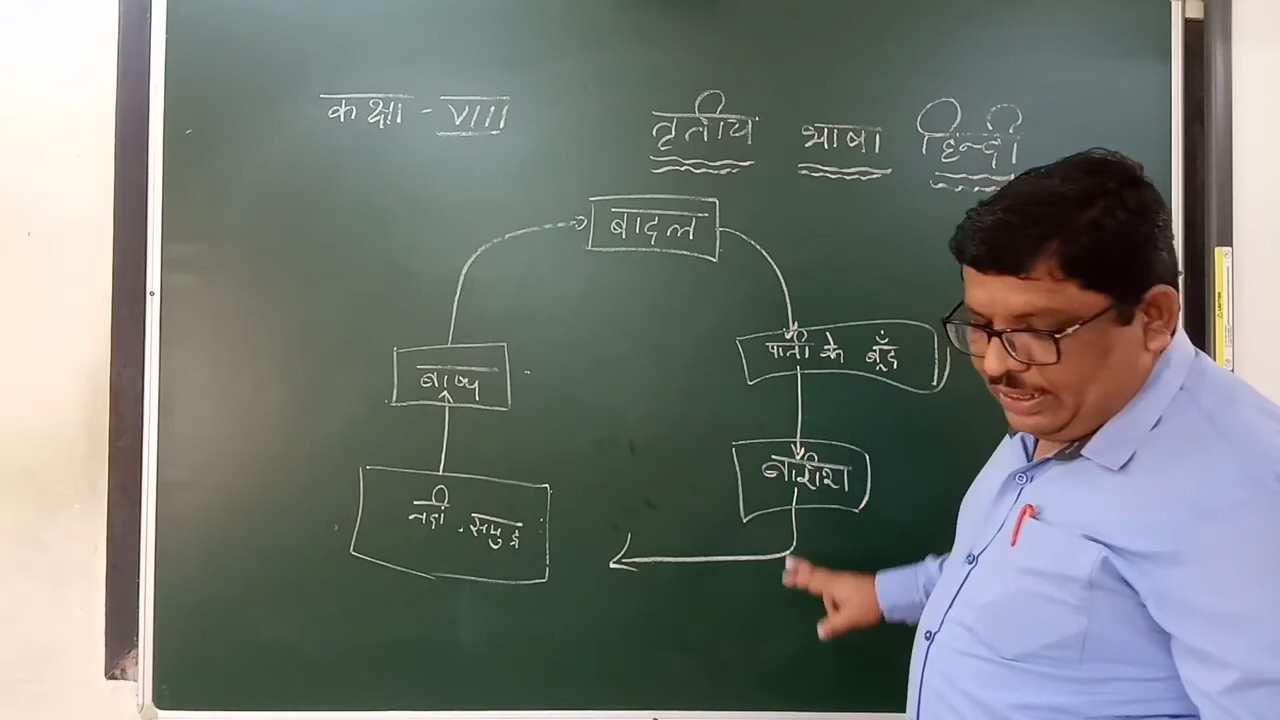 कक्षा - VIII
तृतीय भाषा हिन्दी
बादल
बाष्प
पानी के बूँद
बारिश
नदी . समुद्र